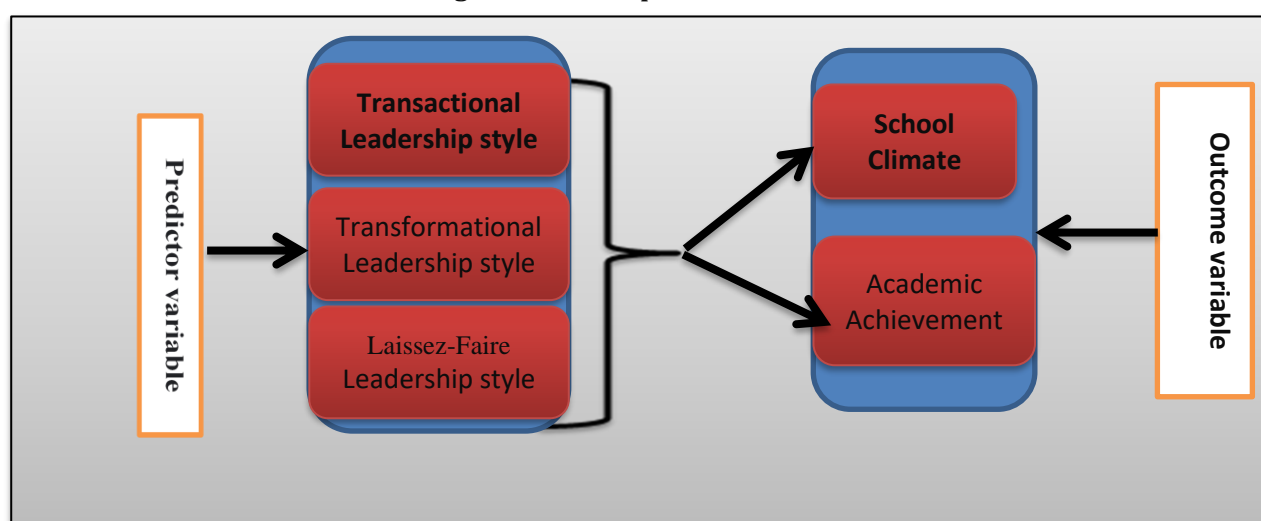 Predictor variable
Transactional
Leadership style
Transformational
Leadership style
Laissez-Faire
Leadership style
School
Climate
Academic
Achievement
Outcome variable